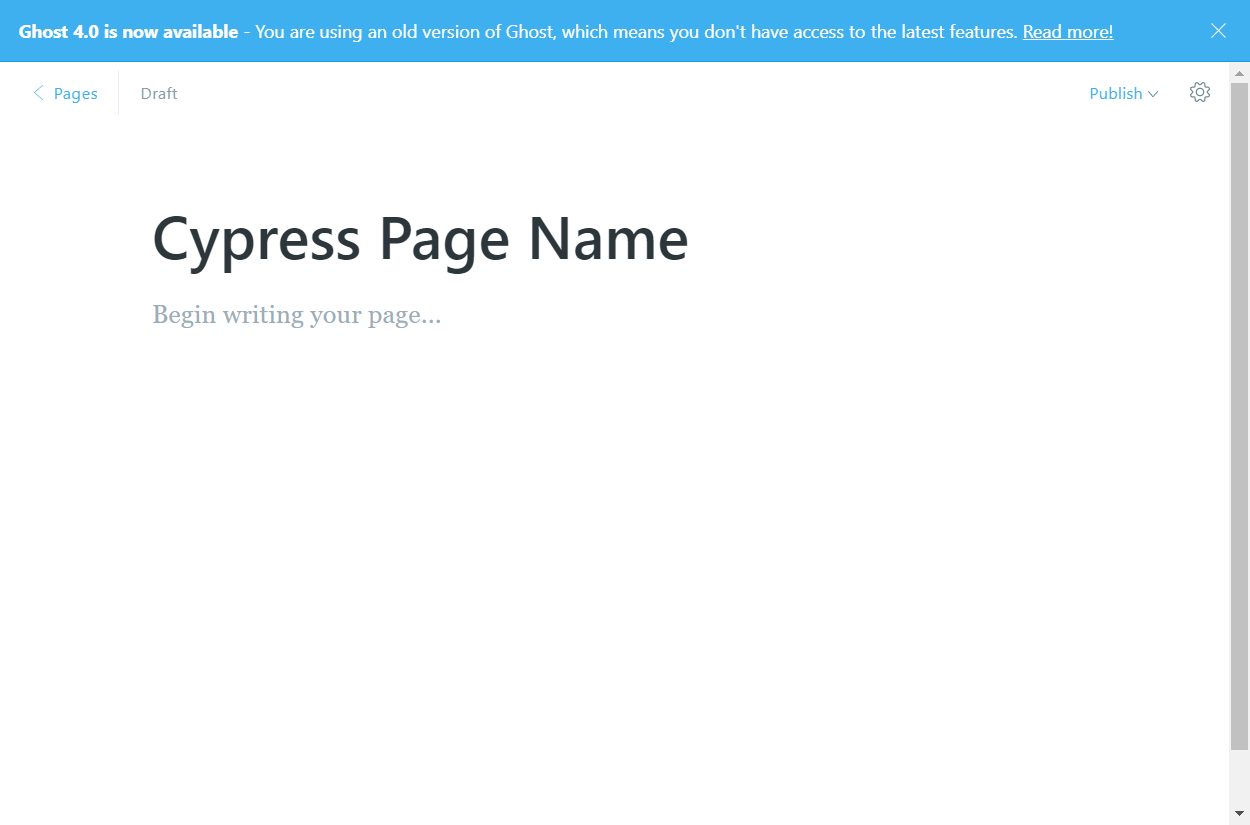 Ghost 4.0 is now available - You are using an old version of Ghost, which means you don't have access to the latest features. Read more!
Pages Draft Publish
Cypress Page Name
Begin writing your page...